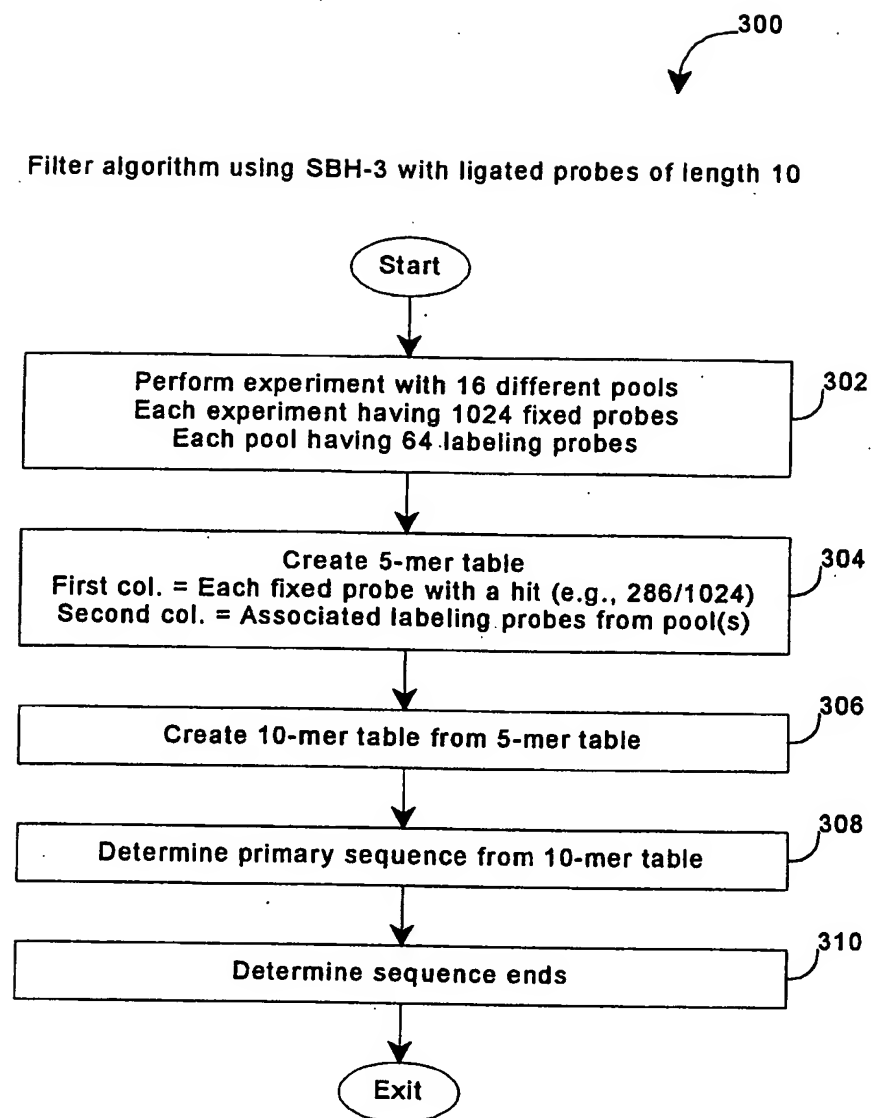 300
Filter algorithm using SBH-3 with ligated probes of length 10
Start
Perform experiment with 16 different pools
Each experiment having 1024 fixed probes
Each pool having 64 labeling probes
302
Create 5-mer table
First col. = Each fixed probe with a hit (e.g., 286/1024)
Second col. = Associated labeling probes from pool(s)
304
Create 10-mer table from 5-mer table
306
Determine primary sequence from 10-mer table
308
Determine sequence ends
310
Exit